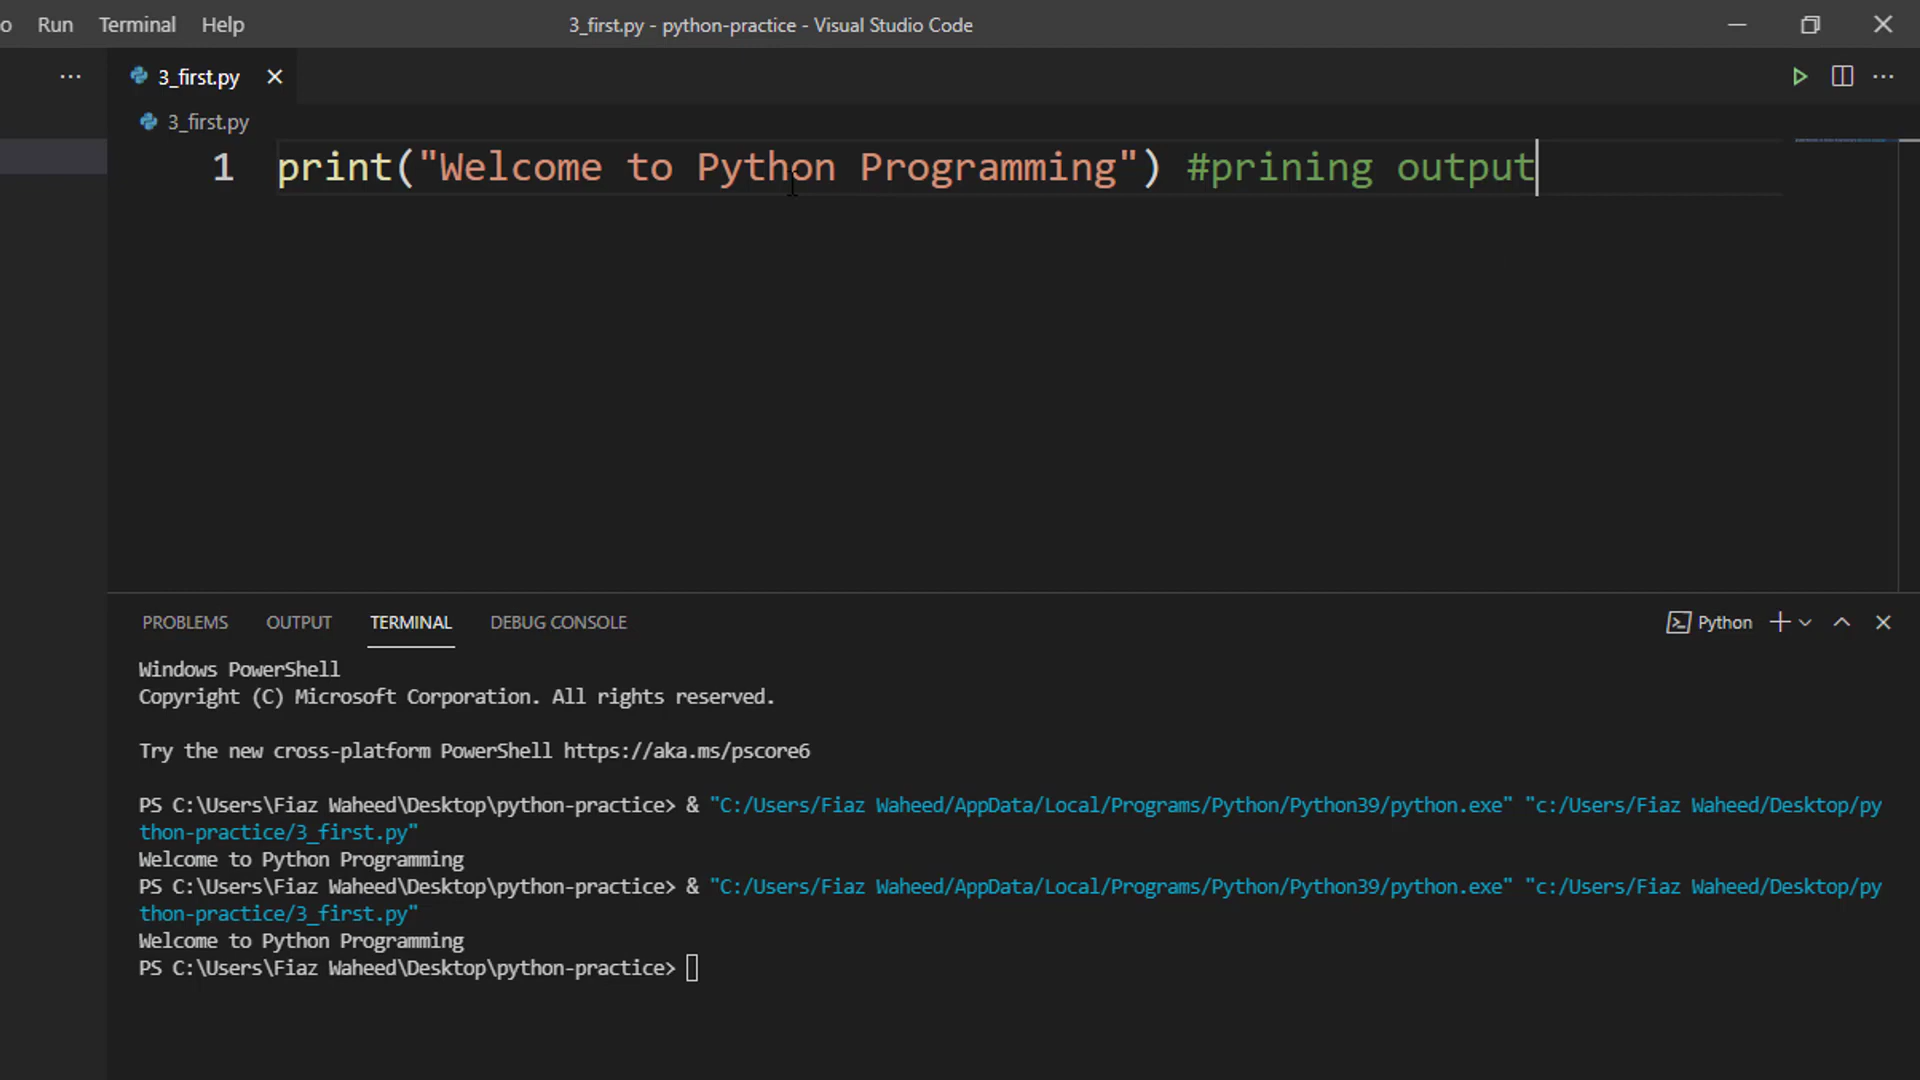 o Run Terminal Help 3_first.py - python-practice - Visual Studio Code
3_first.py
3_first.py
1 print("Welcome to Python Programming") #prining output
PROBLEMS OUTPUT TERMINAL DEBUG CONSOLE Python
Windows PowerShell
Copyright (C) Microsoft Corporation. All rights reserved.
Try the new cross-platform PowerShell https://aka.ms/pscore6
PS C:\Users\Fiaz Waheed\Desktop\python-practice> & "C:/Users/Fiaz Waheed/AppData/Local/Programs/Python/Python39/python.exe" "c:/Users/Fiaz Waheed/Desktop/py
thon-practice/3_first.py"
Welcome to Python Programming
PS C:\Users\Fiaz Waheed\Desktop\python-practice> & "C:/Users/Fiaz Waheed/AppData/Local/Programs/Python/Python39/python.exe" "c:/Users/Fiaz Waheed/Desktop/py
thon-practice/3_first.py"
Welcome to Python Programming
PS C:\Users\Fiaz Waheed\Desktop\python-practice>